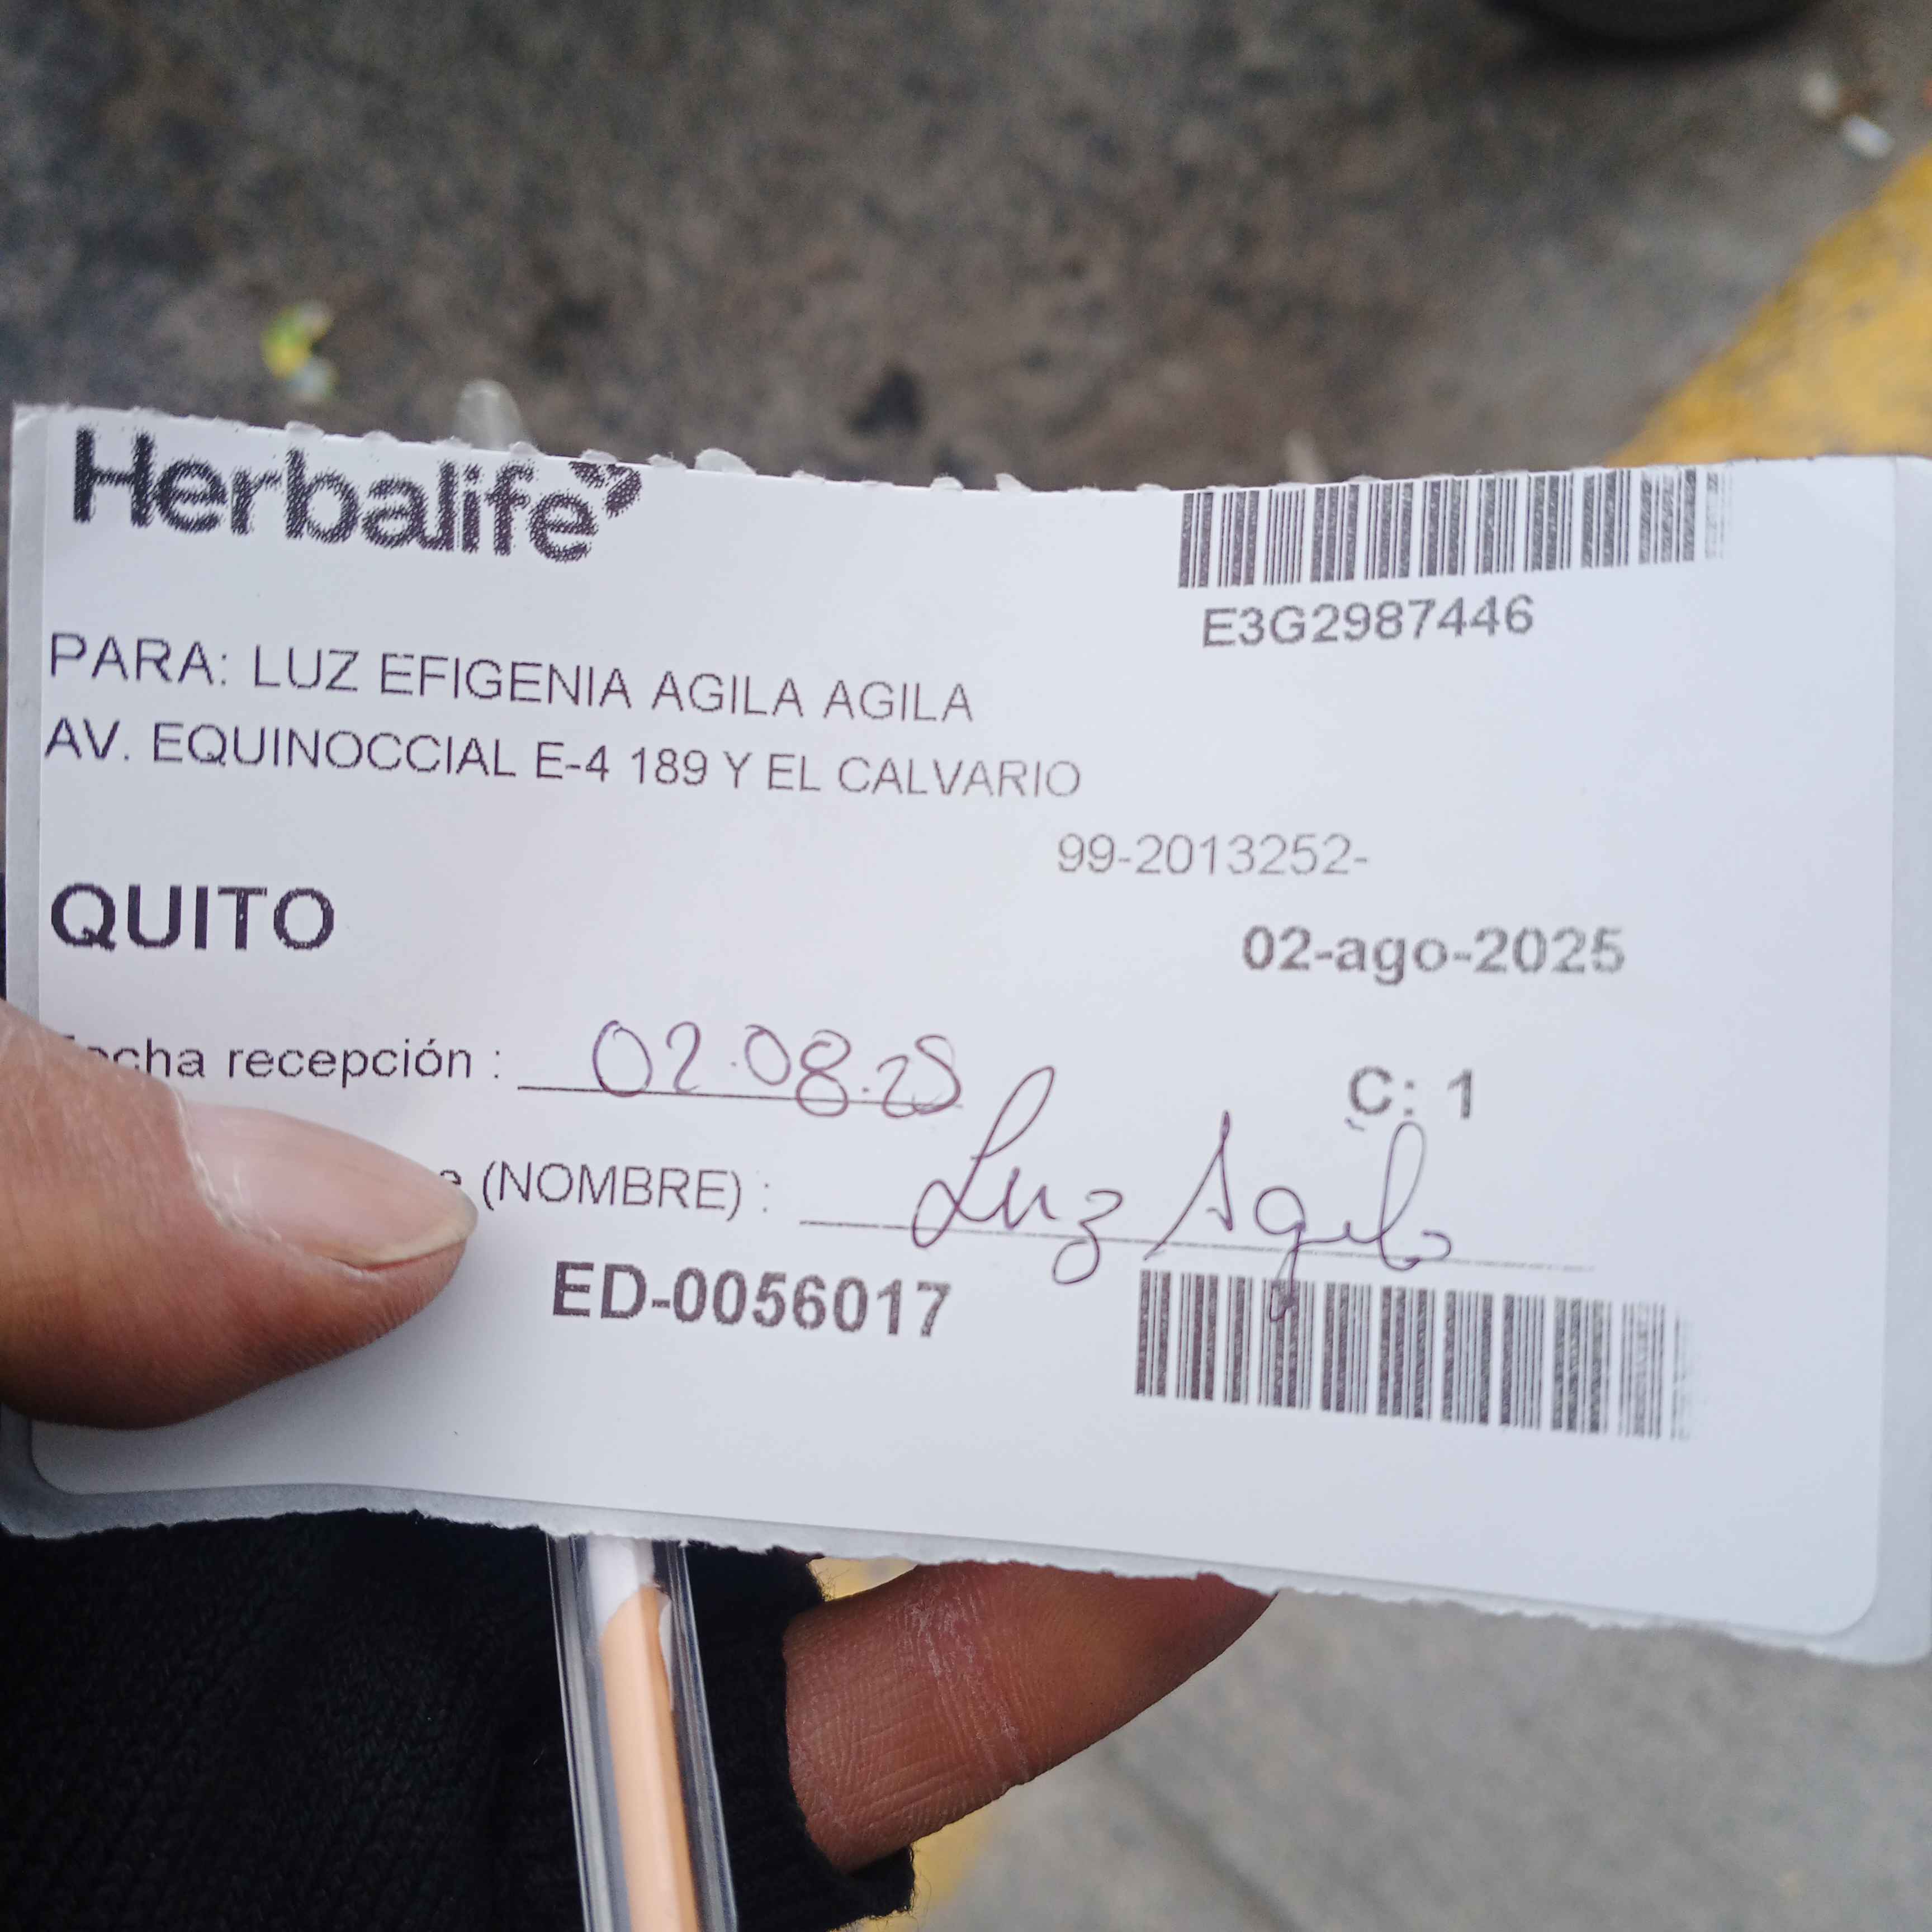 Herbalife
E3G2987446
PARA: LUZ EFIGENIA AGILA AGILA
AV. EQUINOCCIAL E-4 189 Y EL CALVARIO
99-2013252-
QUITO
02-ago-2025
recepción : 02.08.25
C: 1
(NOMBRE) : Luz Agila
ED-0056017